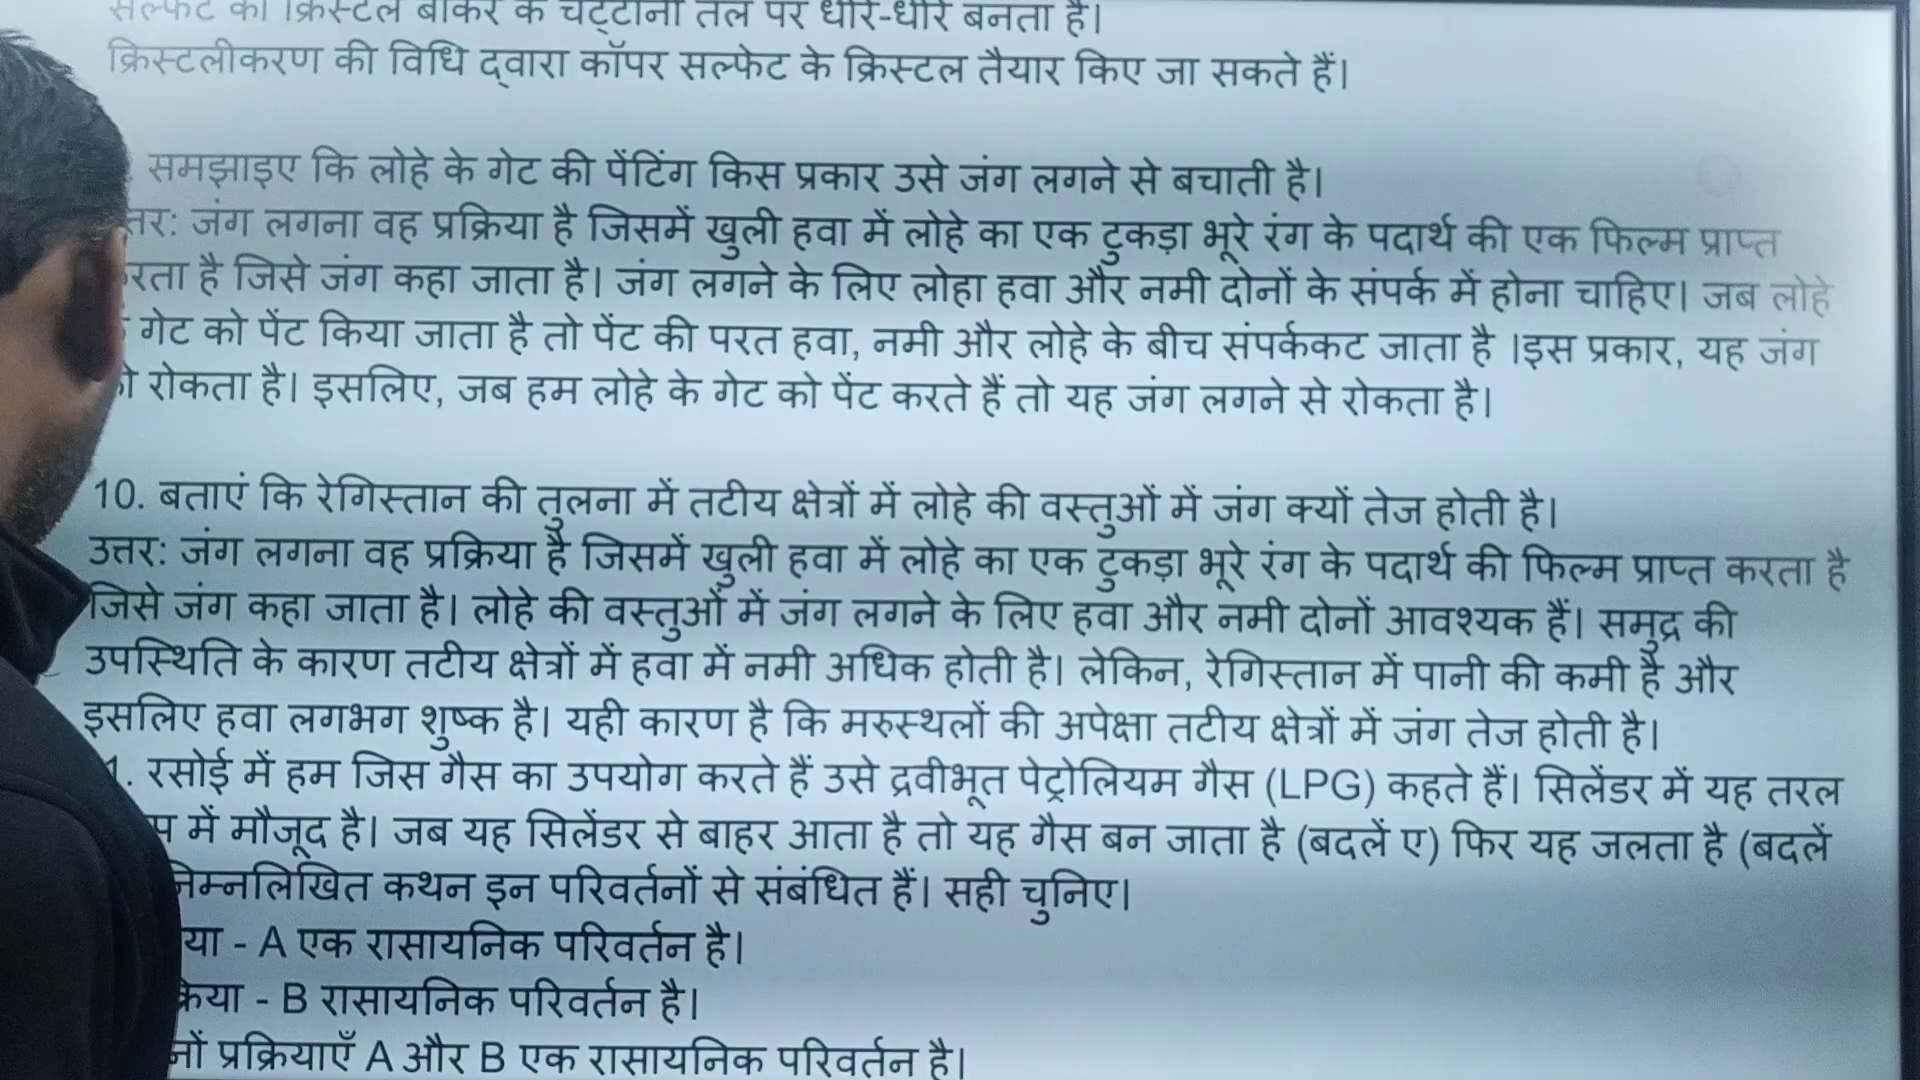 सल्फेट का क्रिस्टल बीकर के चट्टानी तल पर धीरे-धीरे बनता है।
क्रिस्टलीकरण की विधि द्वारा कॉपर सल्फेट के क्रिस्टल तैयार किए जा सकते हैं।
समझाइए कि लोहे के गेट की पेंटिंग किस प्रकार उसे जंग लगने से बचाती है।
त्तर: जंग लगना वह प्रक्रिया है जिसमें खुली हवा में लोहे का एक टुकड़ा भूरे रंग के पदार्थ की एक फिल्म प्राप्त
रता है जिसे जंग कहा जाता है। जंग लगने के लिए लोहा हवा और नमी दोनों के संपर्क में होना चाहिए। जब लोहे
गेट को पेंट किया जाता है तो पेंट की परत हवा, नमी और लोहे के बीच संपर्ककट जाता है ।इस प्रकार, यह जंग
रोकता है। इसलिए, जब हम लोहे के गेट को पेंट करते हैं तो यह जंग लगने से रोकता है।
10. बताएं कि रेगिस्तान की तुलना में तटीय क्षेत्रों में लोहे की वस्तुओं में जंग क्यों तेज होती है।
उत्तर: जंग लगना वह प्रक्रिया है जिसमें खुली हवा में लोहे का एक टुकड़ा भूरे रंग के पदार्थ की फिल्म प्राप्त करता है
जिसे जंग कहा जाता है। लोहे की वस्तुओं में जंग लगने के लिए हवा और नमी दोनों आवश्यक हैं। समुद्र की
उपस्थिति के कारण तटीय क्षेत्रों में हवा में नमी अधिक होती है। लेकिन, रेगिस्तान में पानी की कमी है और
इसलिए हवा लगभग शुष्क है। यही कारण है कि मरुस्थलों की अपेक्षा तटीय क्षेत्रों में जंग तेज होती है।
1. रसोई में हम जिस गैस का उपयोग करते हैं उसे द्रवीभूत पेट्रोलियम गैस (LPG) कहते हैं। सिलेंडर में यह तरल
प में मौजूद है। जब यह सिलेंडर से बाहर आता है तो यह गैस बन जाता है (बदलें ए) फिर यह जलता है (बदलें
निम्नलिखित कथन इन परिवर्तनों से संबंधित हैं। सही चुनिए।
या - A एक रासायनिक परिवर्तन है।
क्रिया - B रासायनिक परिवर्तन है।
नों प्रक्रियाएँ A और B एक रासायनिक परिवर्तन है।